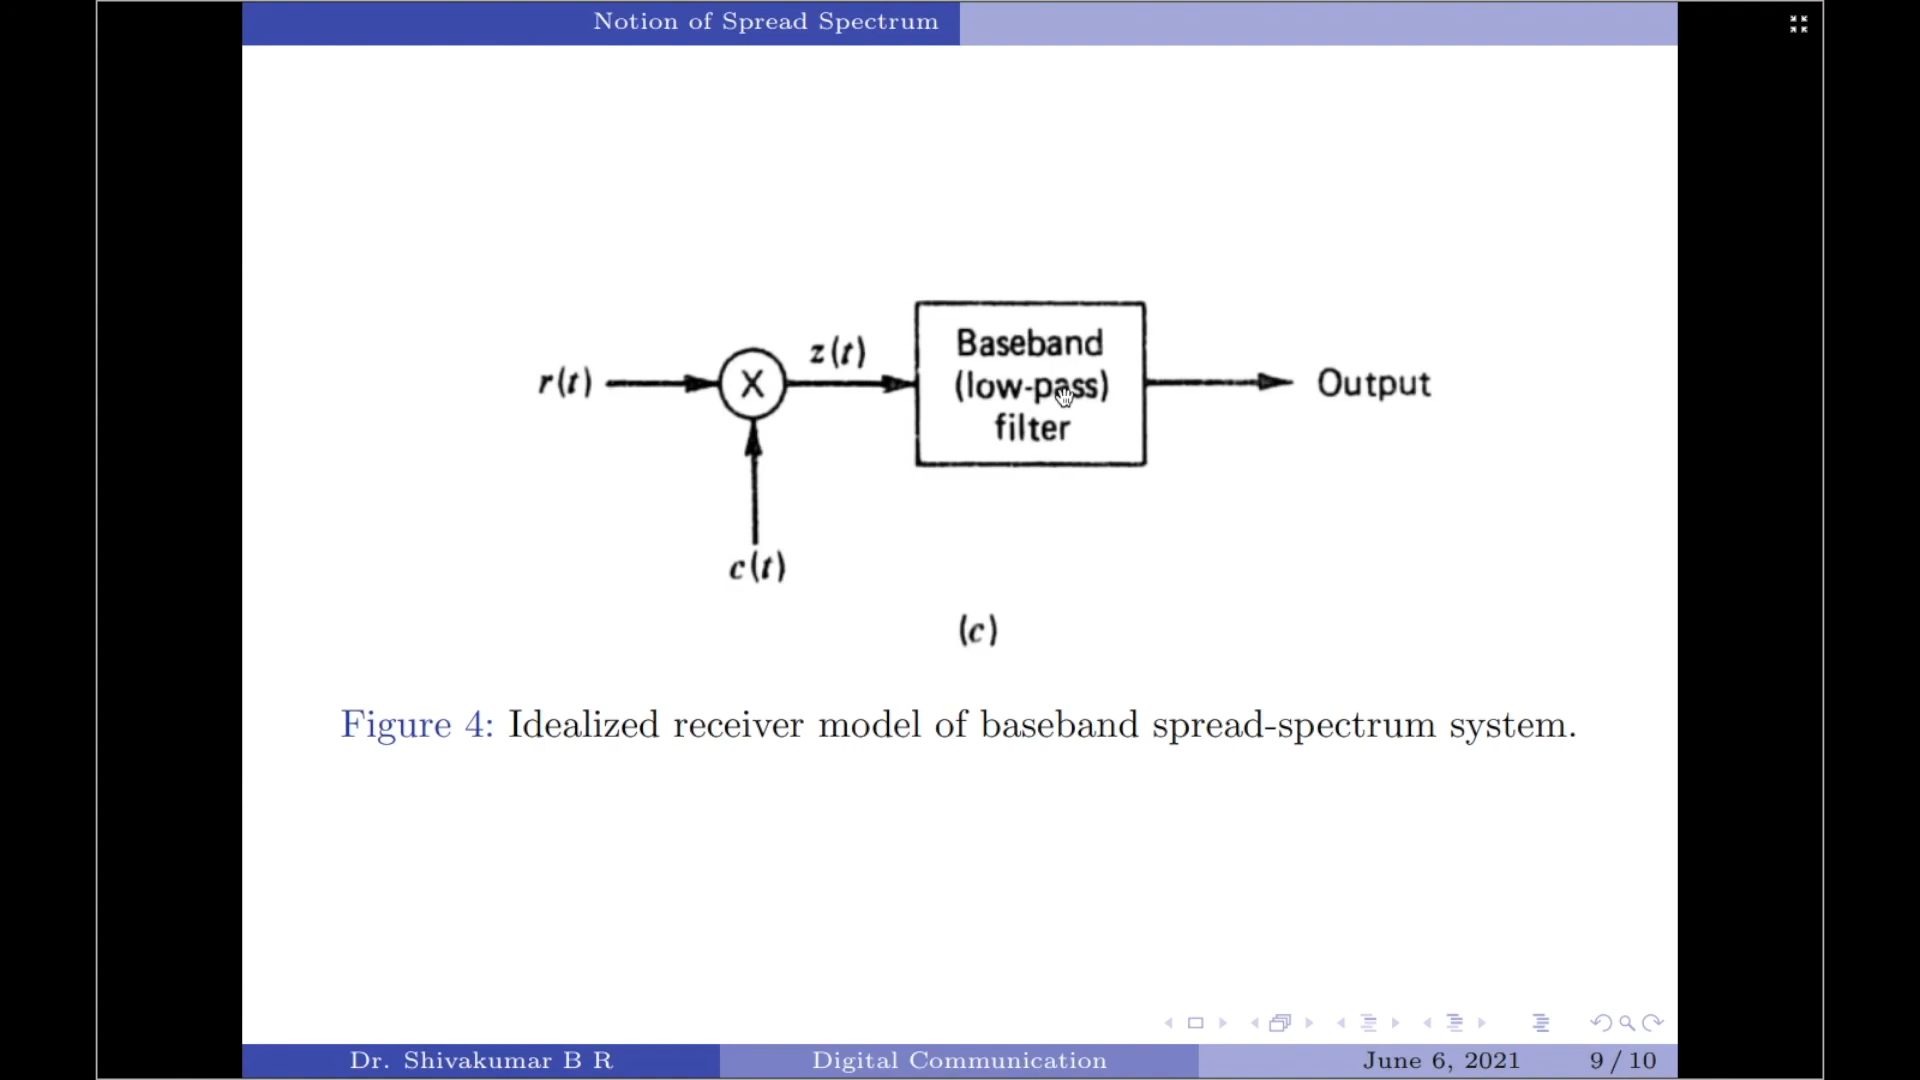 Notion of Spread Spectrum
r(t)
X
z(t)
Baseband
(low-pass)
filter
Output
c(t)
(c)
Figure 4: Idealized receiver model of baseband spread-spectrum system.
Dr. Shivakumar B R
Digital Communication
June 6, 2021
9 / 10